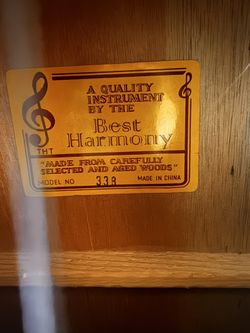 A QUALITY
INSTRUMENT
BY THE
Best
Harmony
THT
"MADE FROM CAREFULLY
SELECTED AND AGED WOODS"
MODEL NO 338 MADE IN CHINA